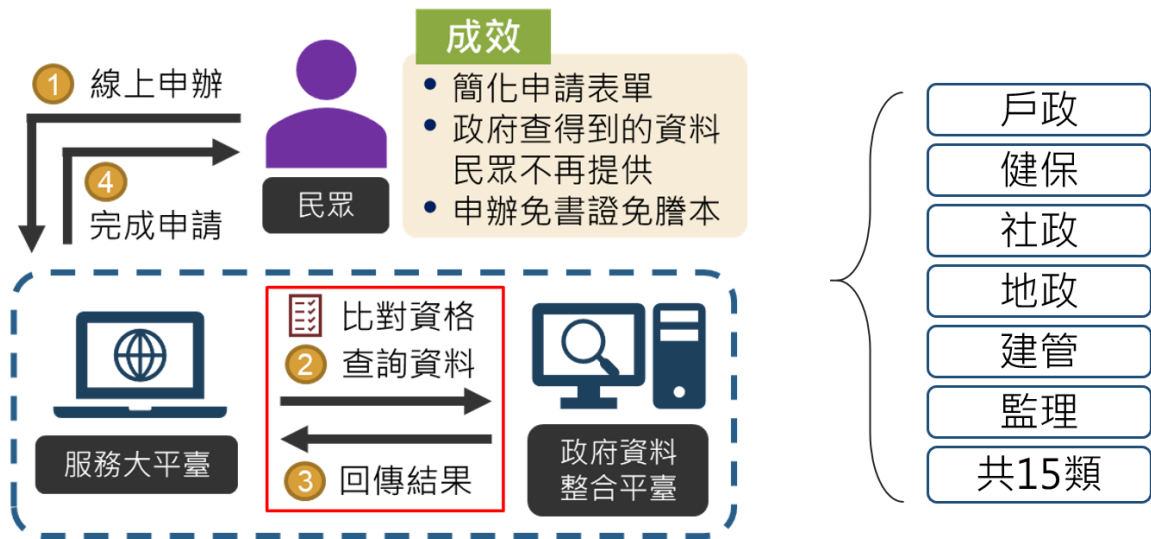 成效
簡化申請表單
政府查得到的資料
民眾不再提供
申辦免書證免謄本
1 線上申辦
4
完成申請
民眾
比對資格
2 查詢資料
3 回傳結果
服務大平臺
政府資料
整合平臺
戶政
健保
社政
地政
建管
監理
共15類